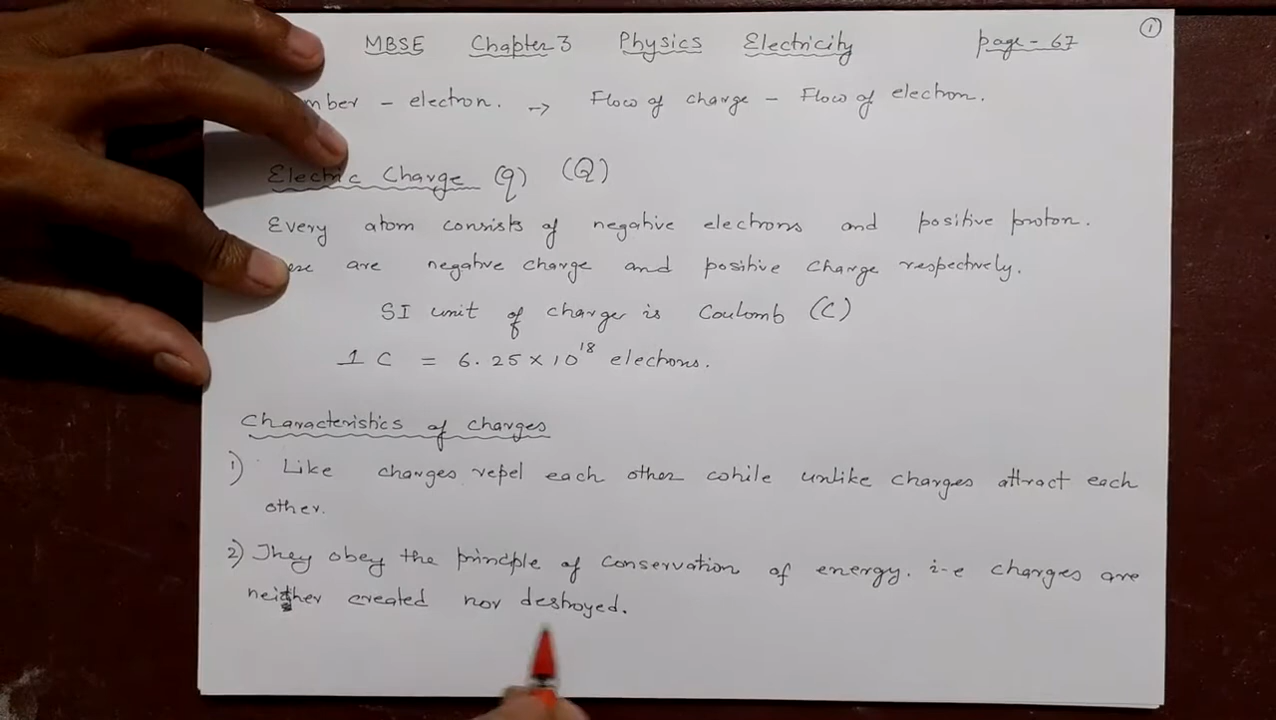 MBSE Chapter 3 Physics Electricity page - 67 1
mber - electron. → Flow of charge - Flow of electron.
Electric Charge (q) (Q)
Every atom consists of negative electrons and positive proton.
ese are negative charge and positive charge respectively.
SI unit of charge is Coulomb (C)
1 C = 6.25 × 10¹⁸ electrons.
Characteristics of charges
1) Like charges repel each other while unlike charges attract each
other.
2) They obey the principle of conservation of energy. i-e charges are
neither created nor destroyed.